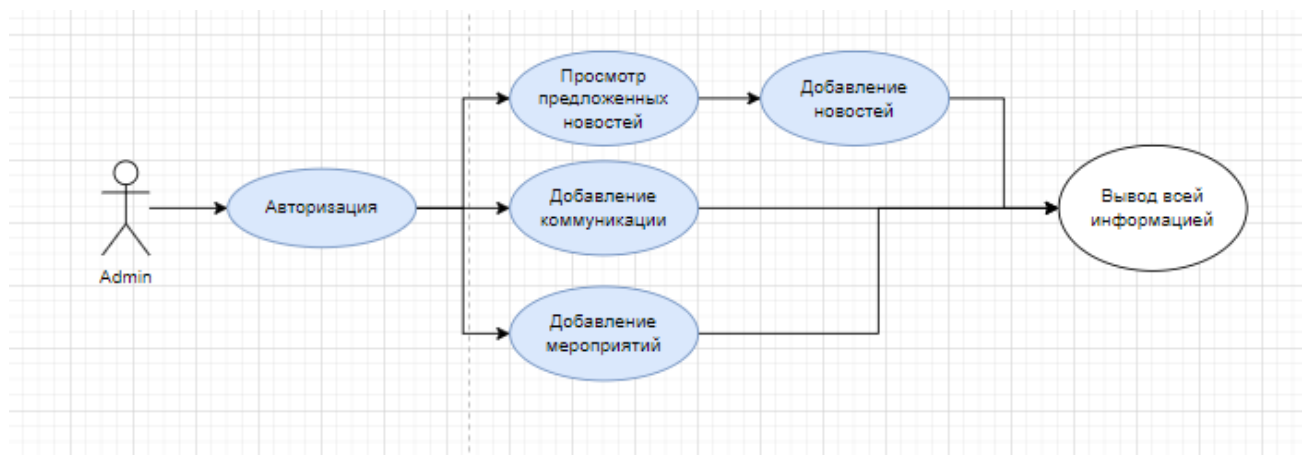 Просмотр
предложенных
новостей
Добавление
новостей
Авторизация
Добавление
коммуникации
Вывод всей
информацией
Admin
Добавление
мероприятий